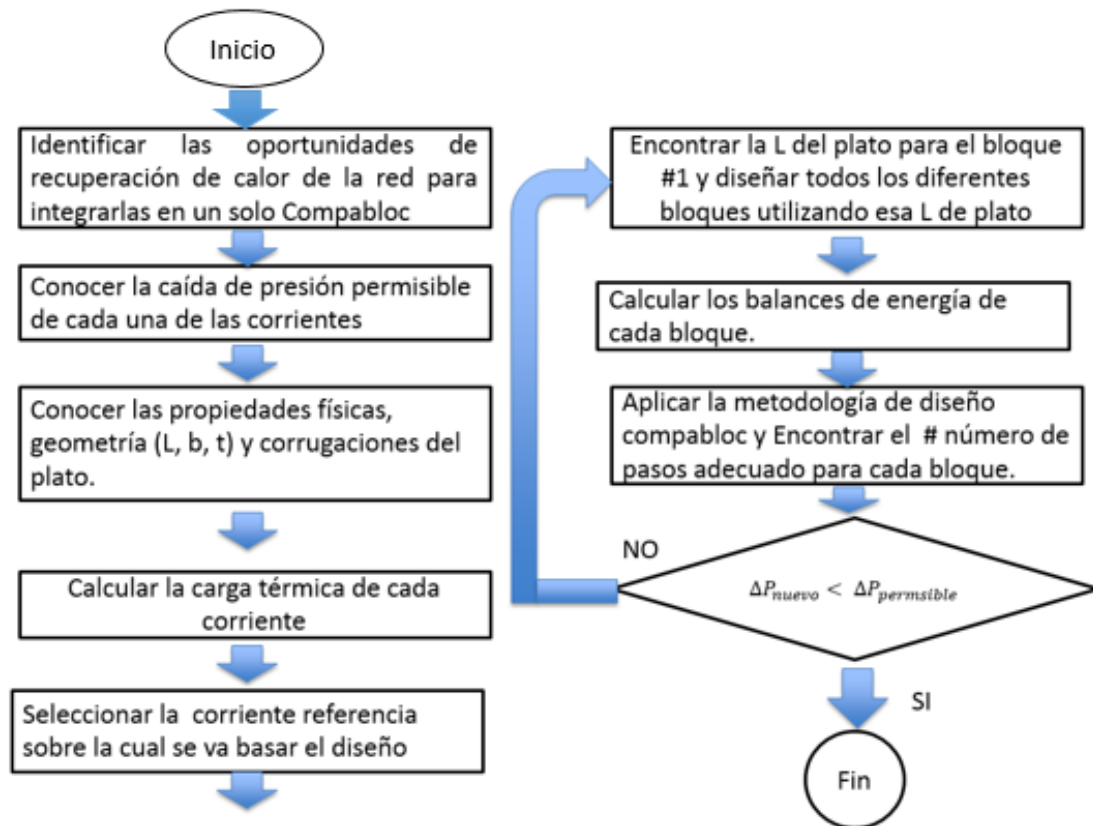 Inicio
Identificar las oportunidades de
recuperación de calor de la red para
integrarlas en un solo Compabloc
Conocer la caída de presión permisible
de cada una de las corrientes
Conocer las propiedades físicas,
geometría (L, b, t) y corrugaciones del
plato.
Calcular la carga térmica de cada
corriente
Seleccionar la corriente referencia
sobre la cual se va basar el diseño
Encontrar la L del plato para el bloque
#1 y diseñar todos los diferentes
bloques utilizando esa L de plato
Calcular los balances de energía de
cada bloque.
Aplicar la metodología de diseño
compabloc y Encontrar el # número de
pasos adecuado para cada bloque.
NO
ΔP_nuevo < ΔP_permsible
SI
Fin